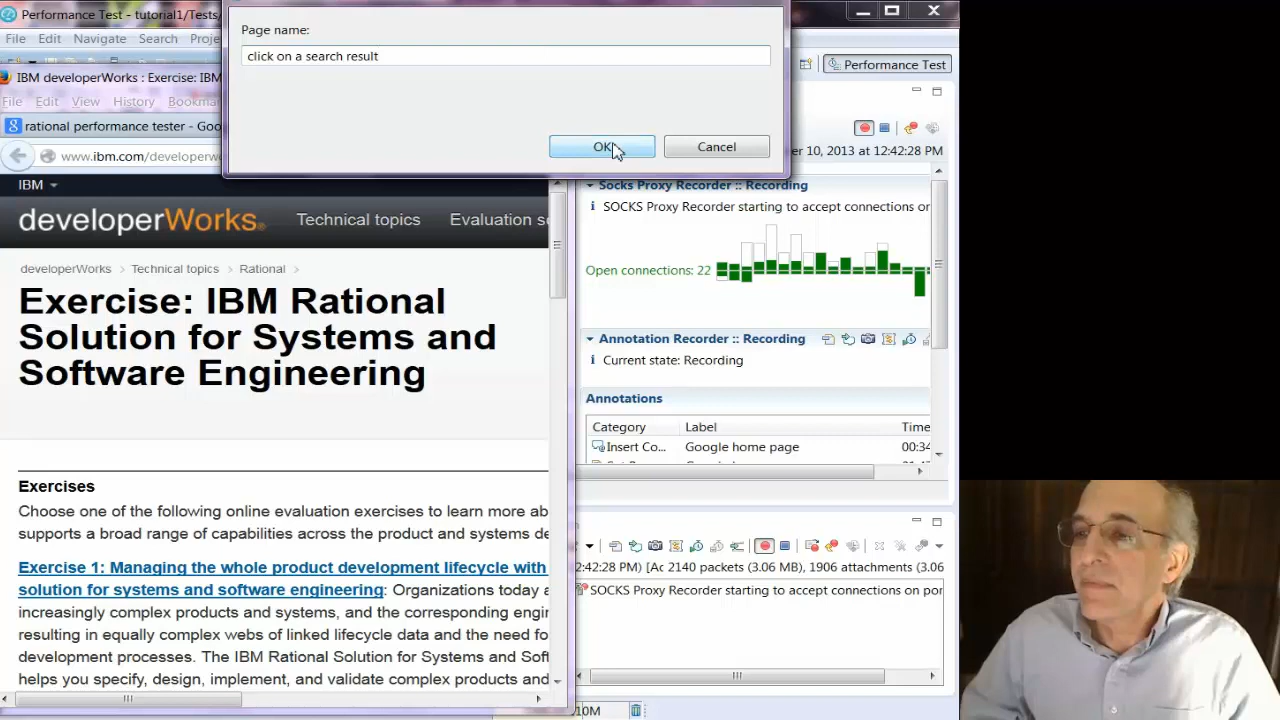 Performance Test - tutorial1/Tests/
File Edit Navigate Search Proje
Page name:
click on a search result
OK
Cancel
Performance Test
IBM developerWorks : Exercise: IBM
File Edit View History Bookmar
rational performance tester - Goo
www.ibm.com/developerwo
er 10, 2013 at 12:42:28 PM
IBM
developerWorks
Technical topics
Evaluation so
developerWorks
Technical topics
Rational
Exercise: IBM Rational
Solution for Systems and
Software Engineering
Exercises
Choose one of the following online evaluation exercises to learn more ab
supports a broad range of capabilities across the product and systems de
Exercise 1: Managing the whole product development lifecycle with
solution for systems and software engineering: Organizations today a
increasingly complex products and systems, and the corresponding engir
resulting in equally complex webs of linked lifecycle data and the need fo
development processes. The IBM Rational Solution for Systems and Soft
helps you specify, design, implement, and validate complex products and
Socks Proxy Recorder :: Recording
SOCKS Proxy Recorder starting to accept connections or
Open connections: 22
Annotation Recorder :: Recording
Current state: Recording
Annotations
Category Label Time
Insert Co... Google home page 00:34
2:42:28 PM) [Ac 2140 packets (3.06 MB), 1906 attachments (3.06
SOCKS Proxy Recorder starting to accept connections on por
10M